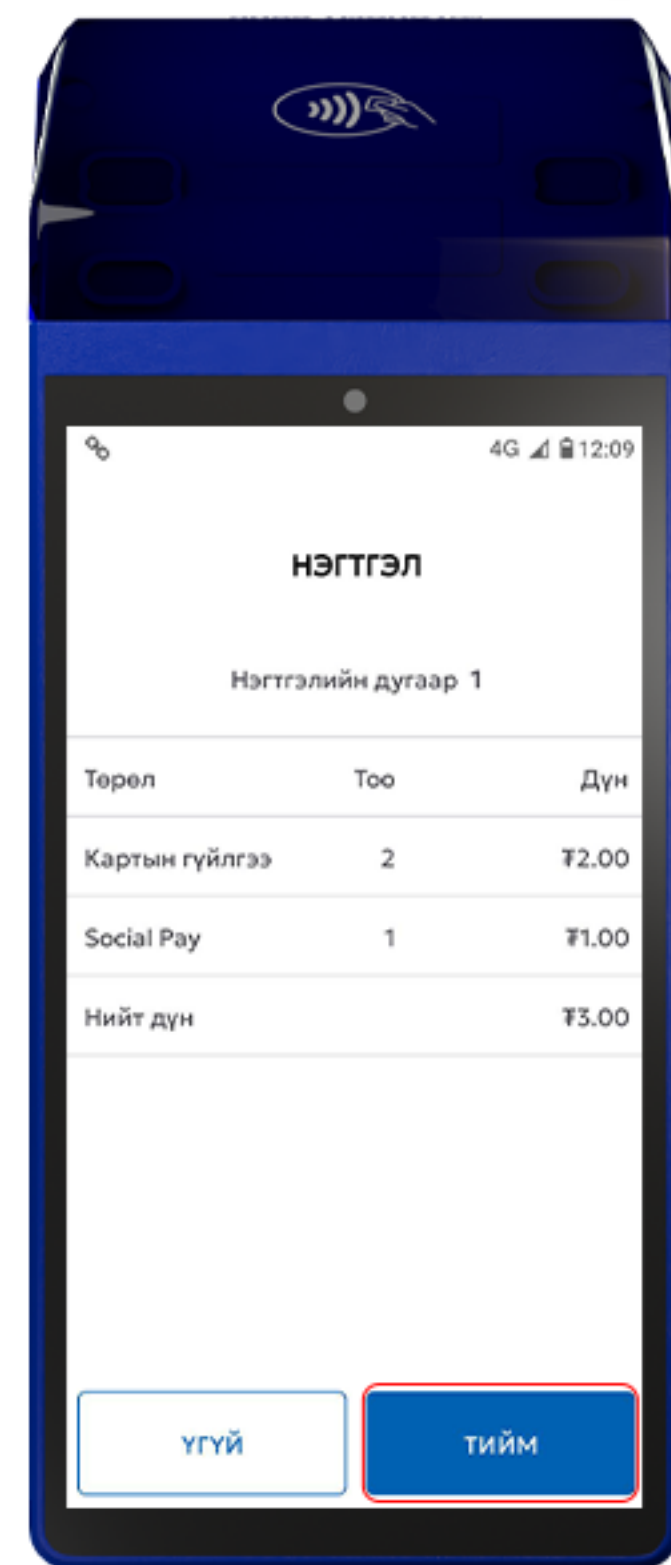 4G 12:09
НЭГТГЭЛ
Нэгтгэлийн дугаар 1
Төрөл Тоо Дүн
Картын гүйлгээ 2 ₮2.00
Social Pay 1 ₮1.00
Нийт дүн ₮3.00
ҮГҮЙ ТИЙМ